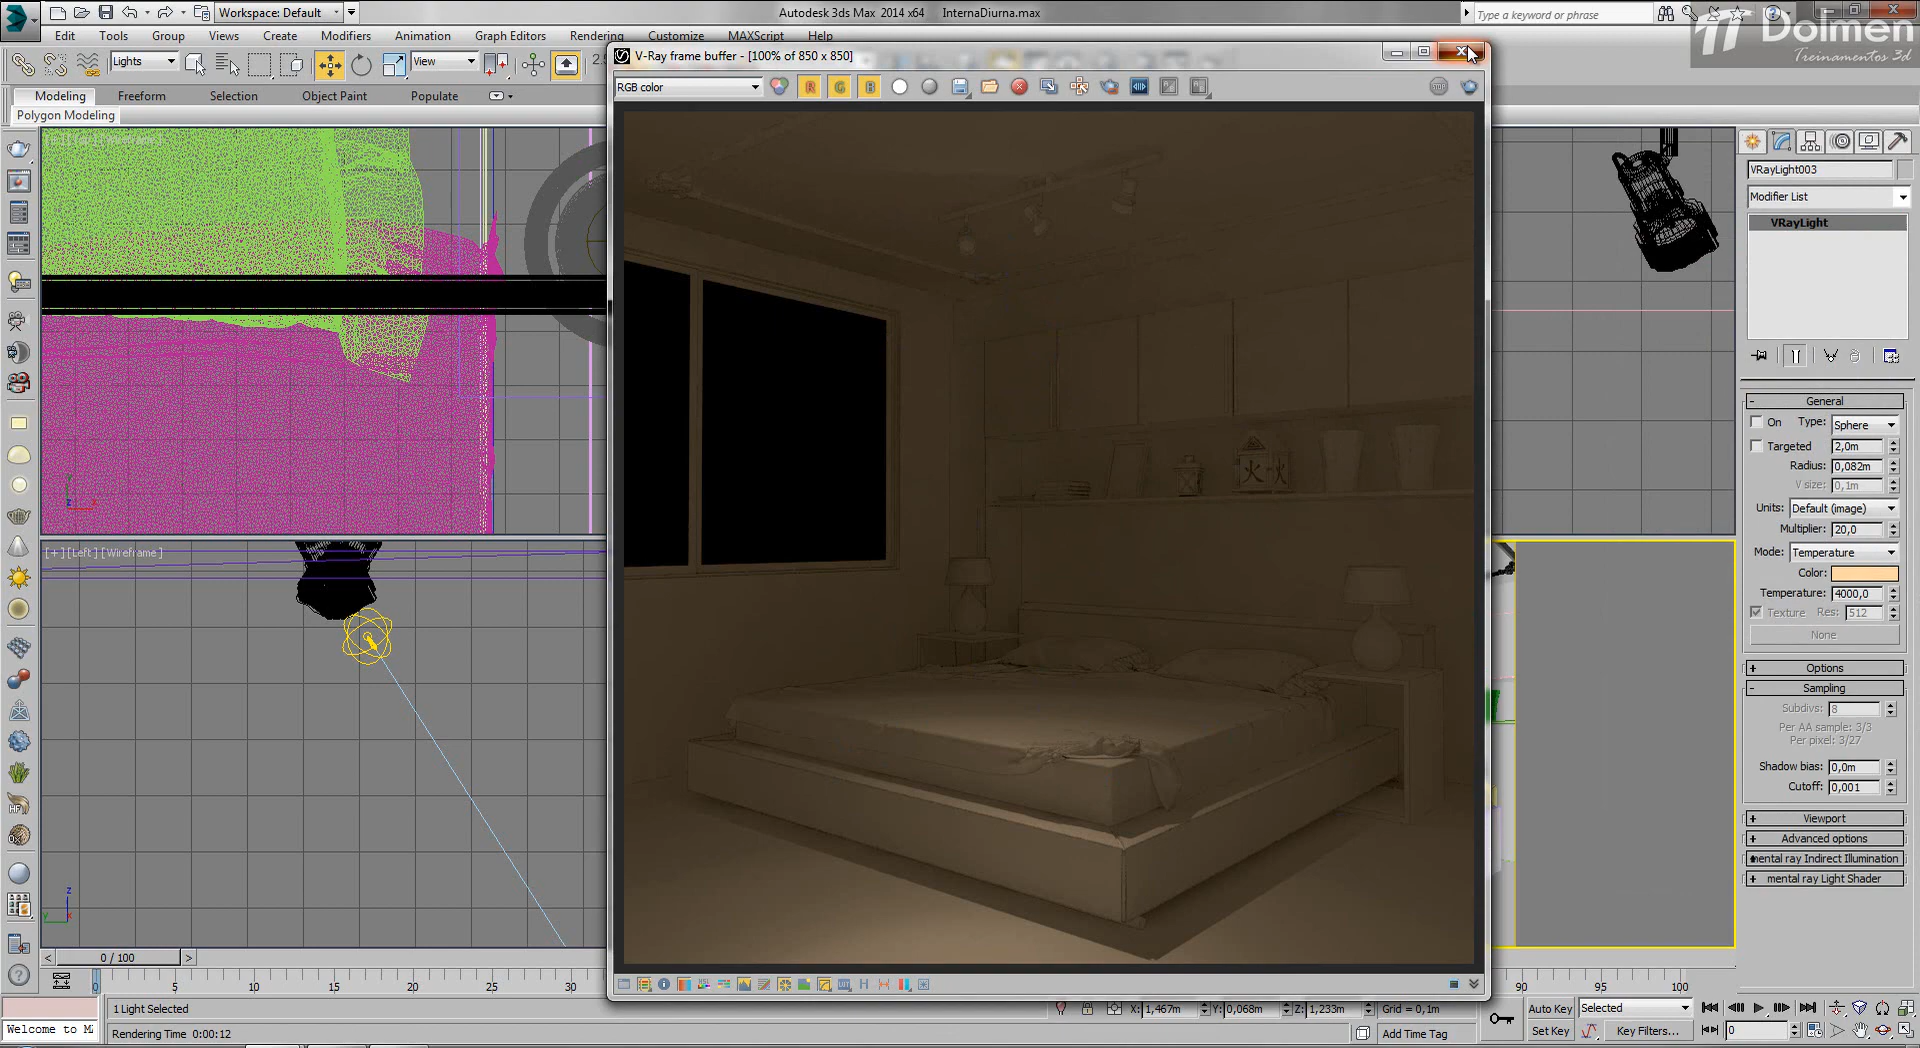 Workspace: Default
Autodesk 3ds Max 2014 x64 InternaDiurna.max
Type a keyword or phrase
Dolmen
Treinamentos 3d
Edit Tools Group Views Create Modifiers Animation Graph Editors Rendering Customize MAXScript Help
Lights
View
V-Ray frame buffer - [100% of 850 x 850]
RGB color
Modeling Freeform Selection Object Paint Populate
Polygon Modeling
VRayLight003
Modifier List
VRayLight
General
On Type: Sphere
Targeted 2,0m
Radius: 0,082m
V size: 0,1m
Units: Default (image)
Multiplier: 20,0
Mode: Temperature
Color:
Temperature: 4000,0
Texture Res: 512
None
Options
Sampling
Subdivs: 8
Per AA sample: 3/3
Per pixel: 3/27
Shadow bias: 0,0m
Cutoff: 0,001
Viewport
Advanced options
mental ray Indirect Illumination
mental ray Light Shader
[+] [Left] [Wireframe]
火
0 / 100
0 5 10 15 20 25 30 90 95 100
1 Light Selected
X: 1,467m Y: 0,068m Z: 1,233m Grid = 0,1m
Auto Key Selected
Welcome to
Rendering Time 0:00:12
Add Time Tag
Set Key Key Filters...
0